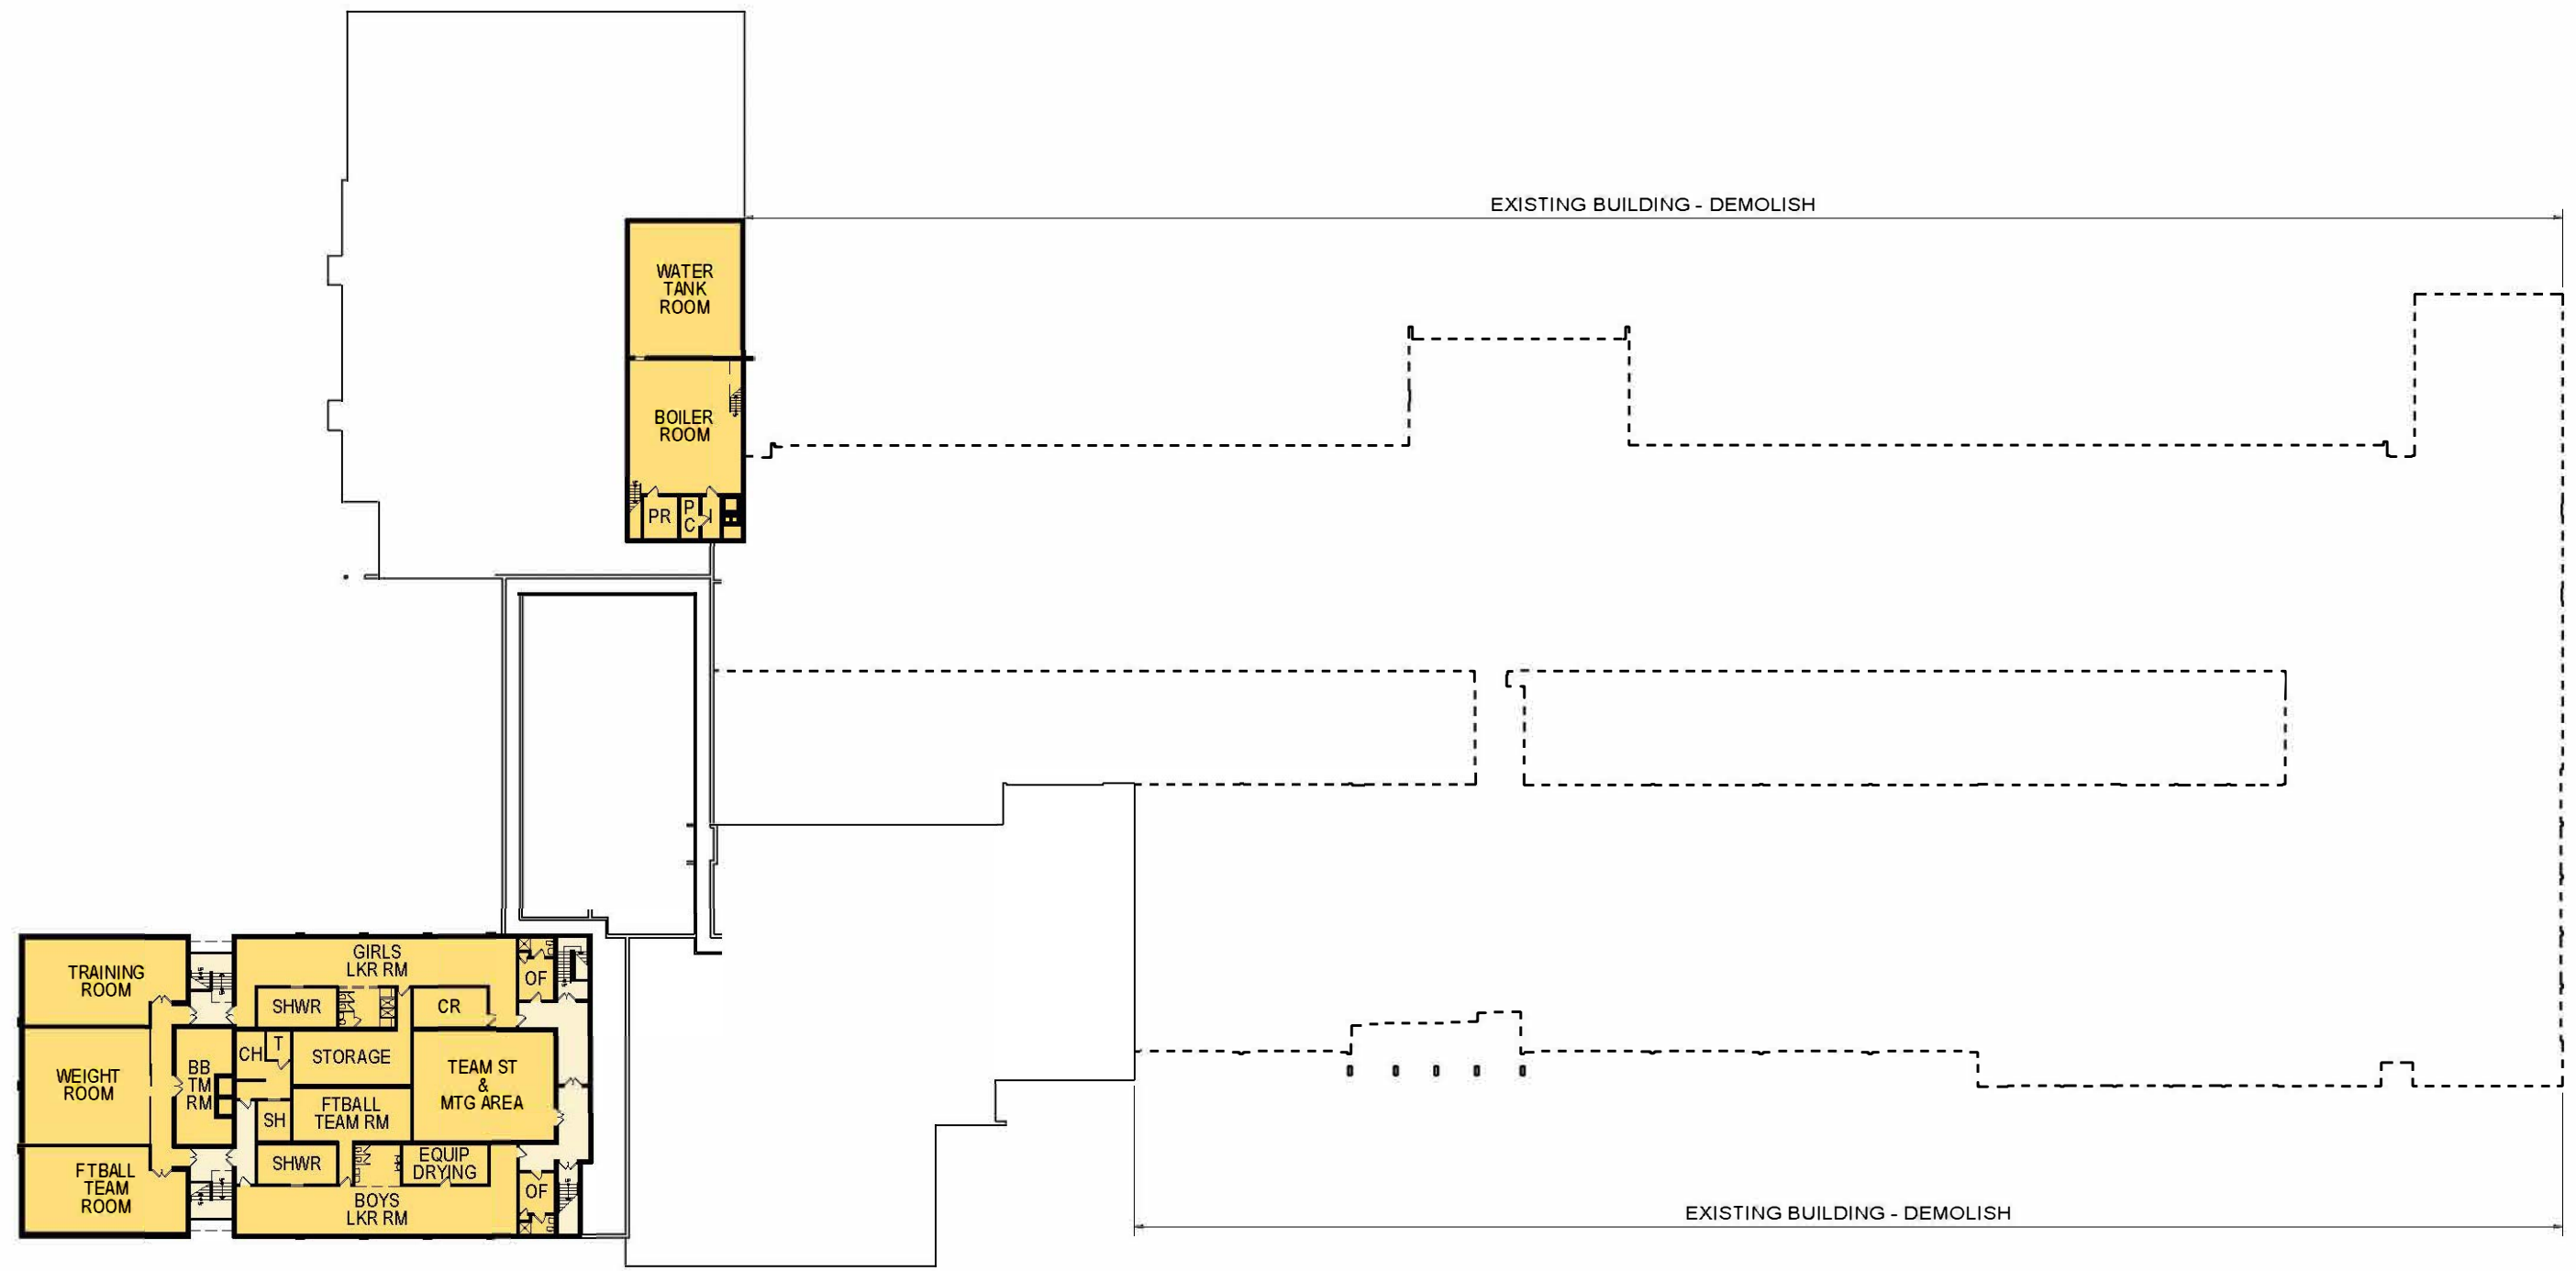 EXISTING BUILDING - DEMOLISH
WATER
TANK
ROOM
BOILER
ROOM
PR
P
C
GIRLS
LKR RM
TRAINING
ROOM
OF
SHWR
CR
CH
T
STORAGE
BB
TM
RM
WEIGHT
ROOM
TEAM ST
&
MTG AREA
SH
FTBALL
TEAM RM
SHWR
EQUIP
DRYING
FTBALL
TEAM
ROOM
OF
BOYS
LKR RM
EXISTING BUILDING - DEMOLISH